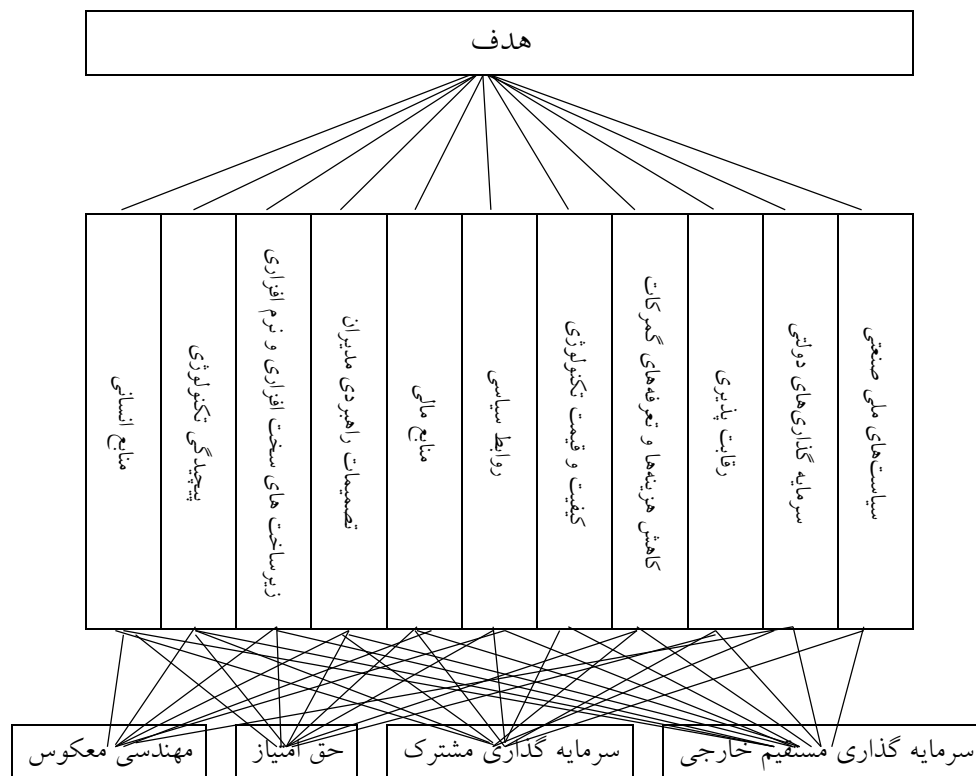 هدف
سیاست‌های ملی صنعتی
سرمایه گذاری‌های دولتی
رقابت پذیری
کاهش هزینه‌ها و تعرفه‌های گمرکات
کیفیت و قیمت تکنولوژی
روابط سیاسی
منابع مالی
تصمیمات راهبردی مدیران
زیرساخت های سخت افزاری و نرم افزاری
پیچیدگی تکنولوژی
منابع انسانی
سرمایه گذاری مستقیم خارجی
سرمایه گذاری مشترک
حق امتیاز
مهندسی معکوس